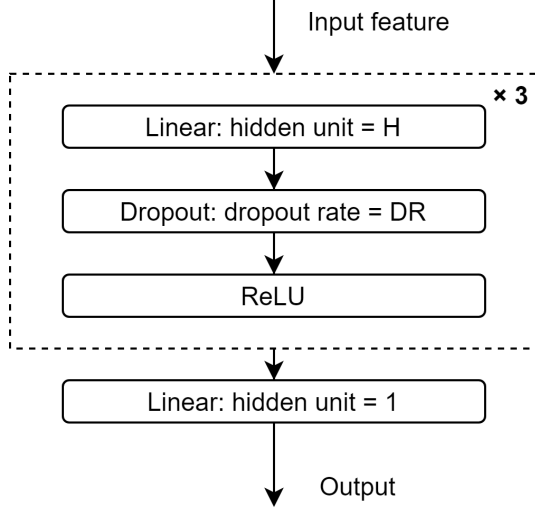 Input feature
× 3
Linear: hidden unit = H
Dropout: dropout rate = DR
ReLU
Linear: hidden unit = 1
Output